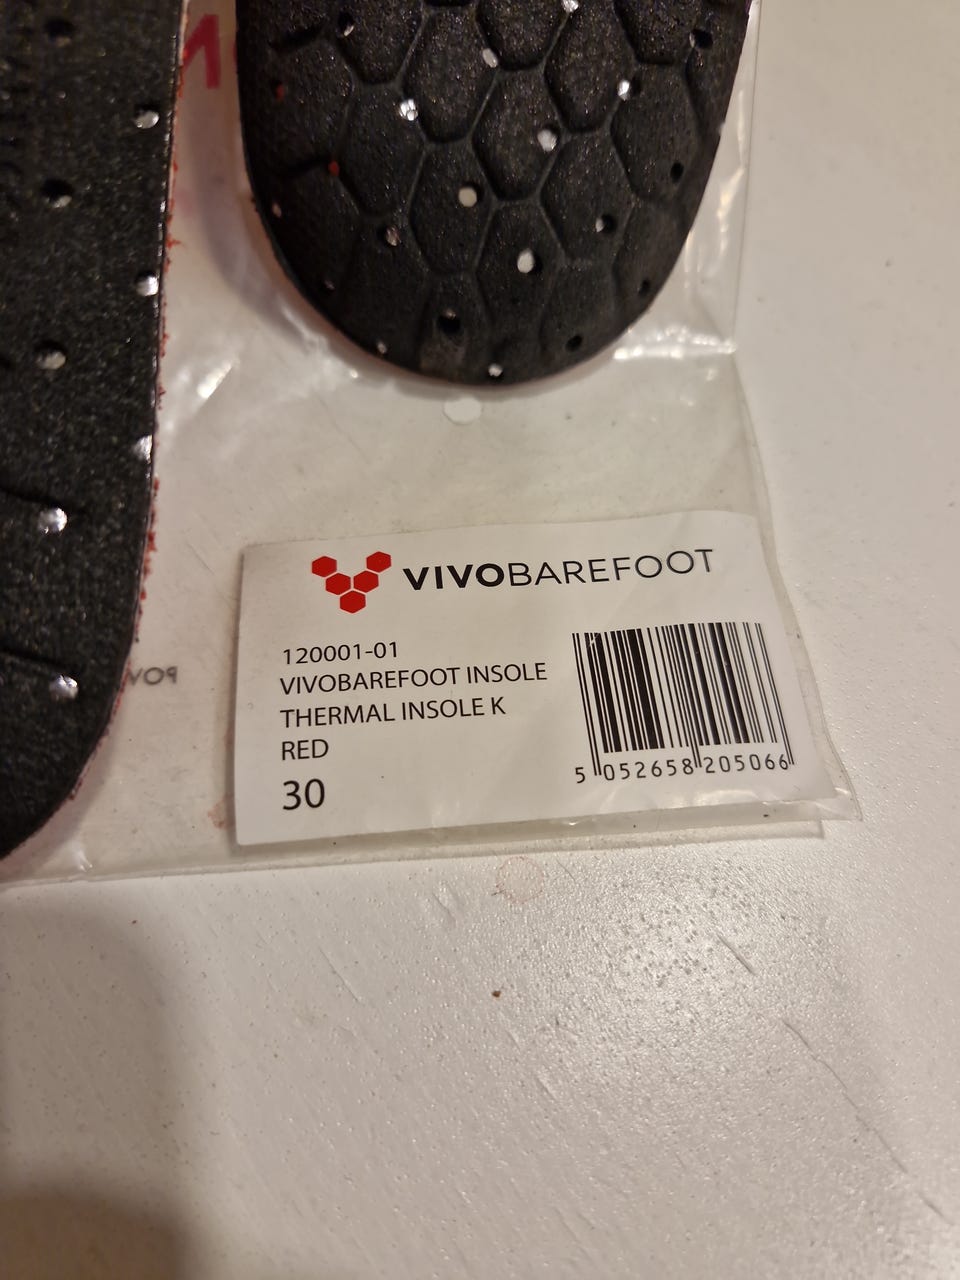 VIVOBAREFOOT
120001-01
VIVOBAREFOOT INSOLE
THERMAL INSOLE K
RED
30
5 052658 205066